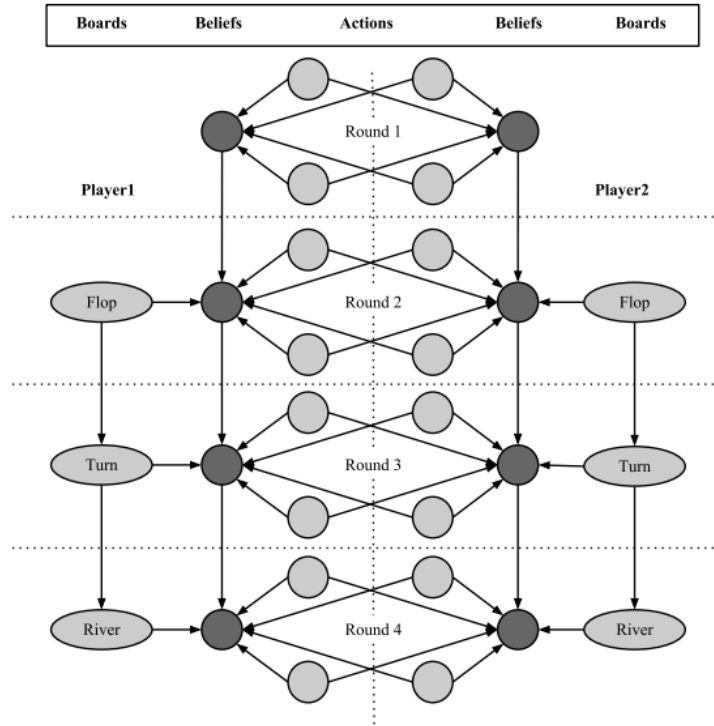 Boards Beliefs Actions Beliefs Boards
Round 1
Player1 Player2
Flop Round 2 Flop
Turn Round 3 Turn
River Round 4 River